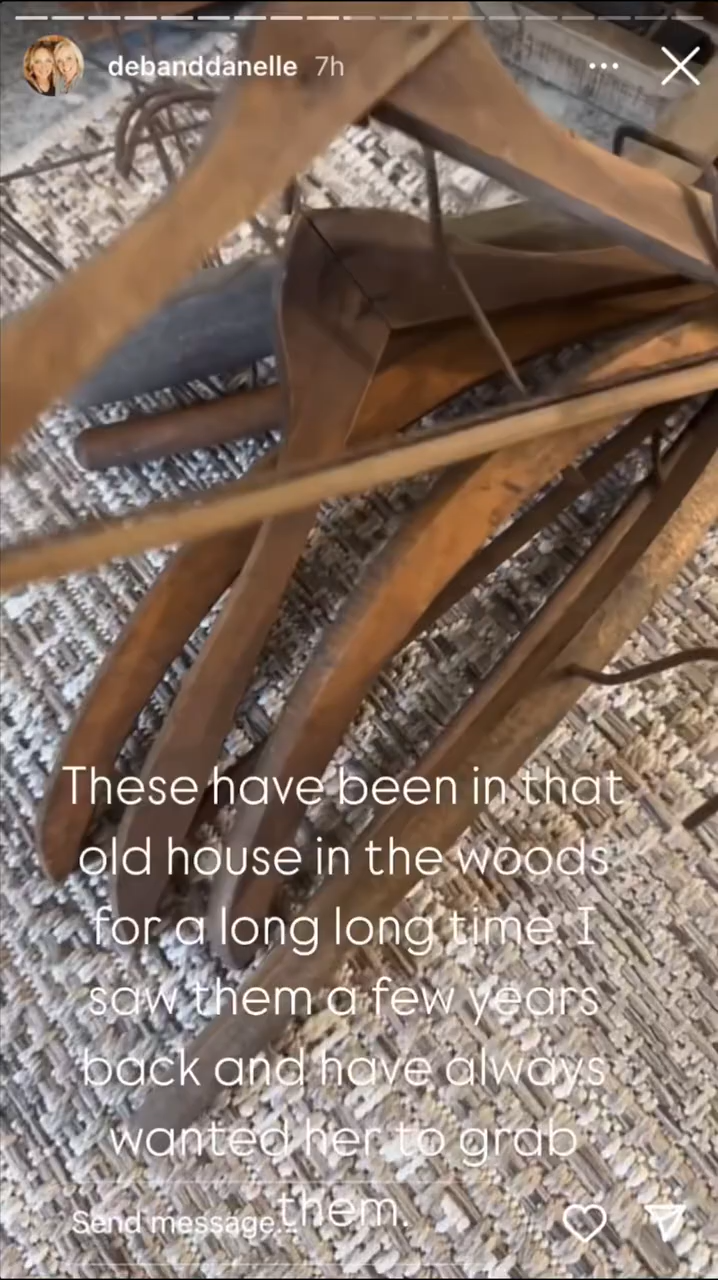 debanddanelle 7h
These have been in that
old house in the woods
for a long long time. I
saw them a few years
back and have always
wanted her to grab
them.
Send message...